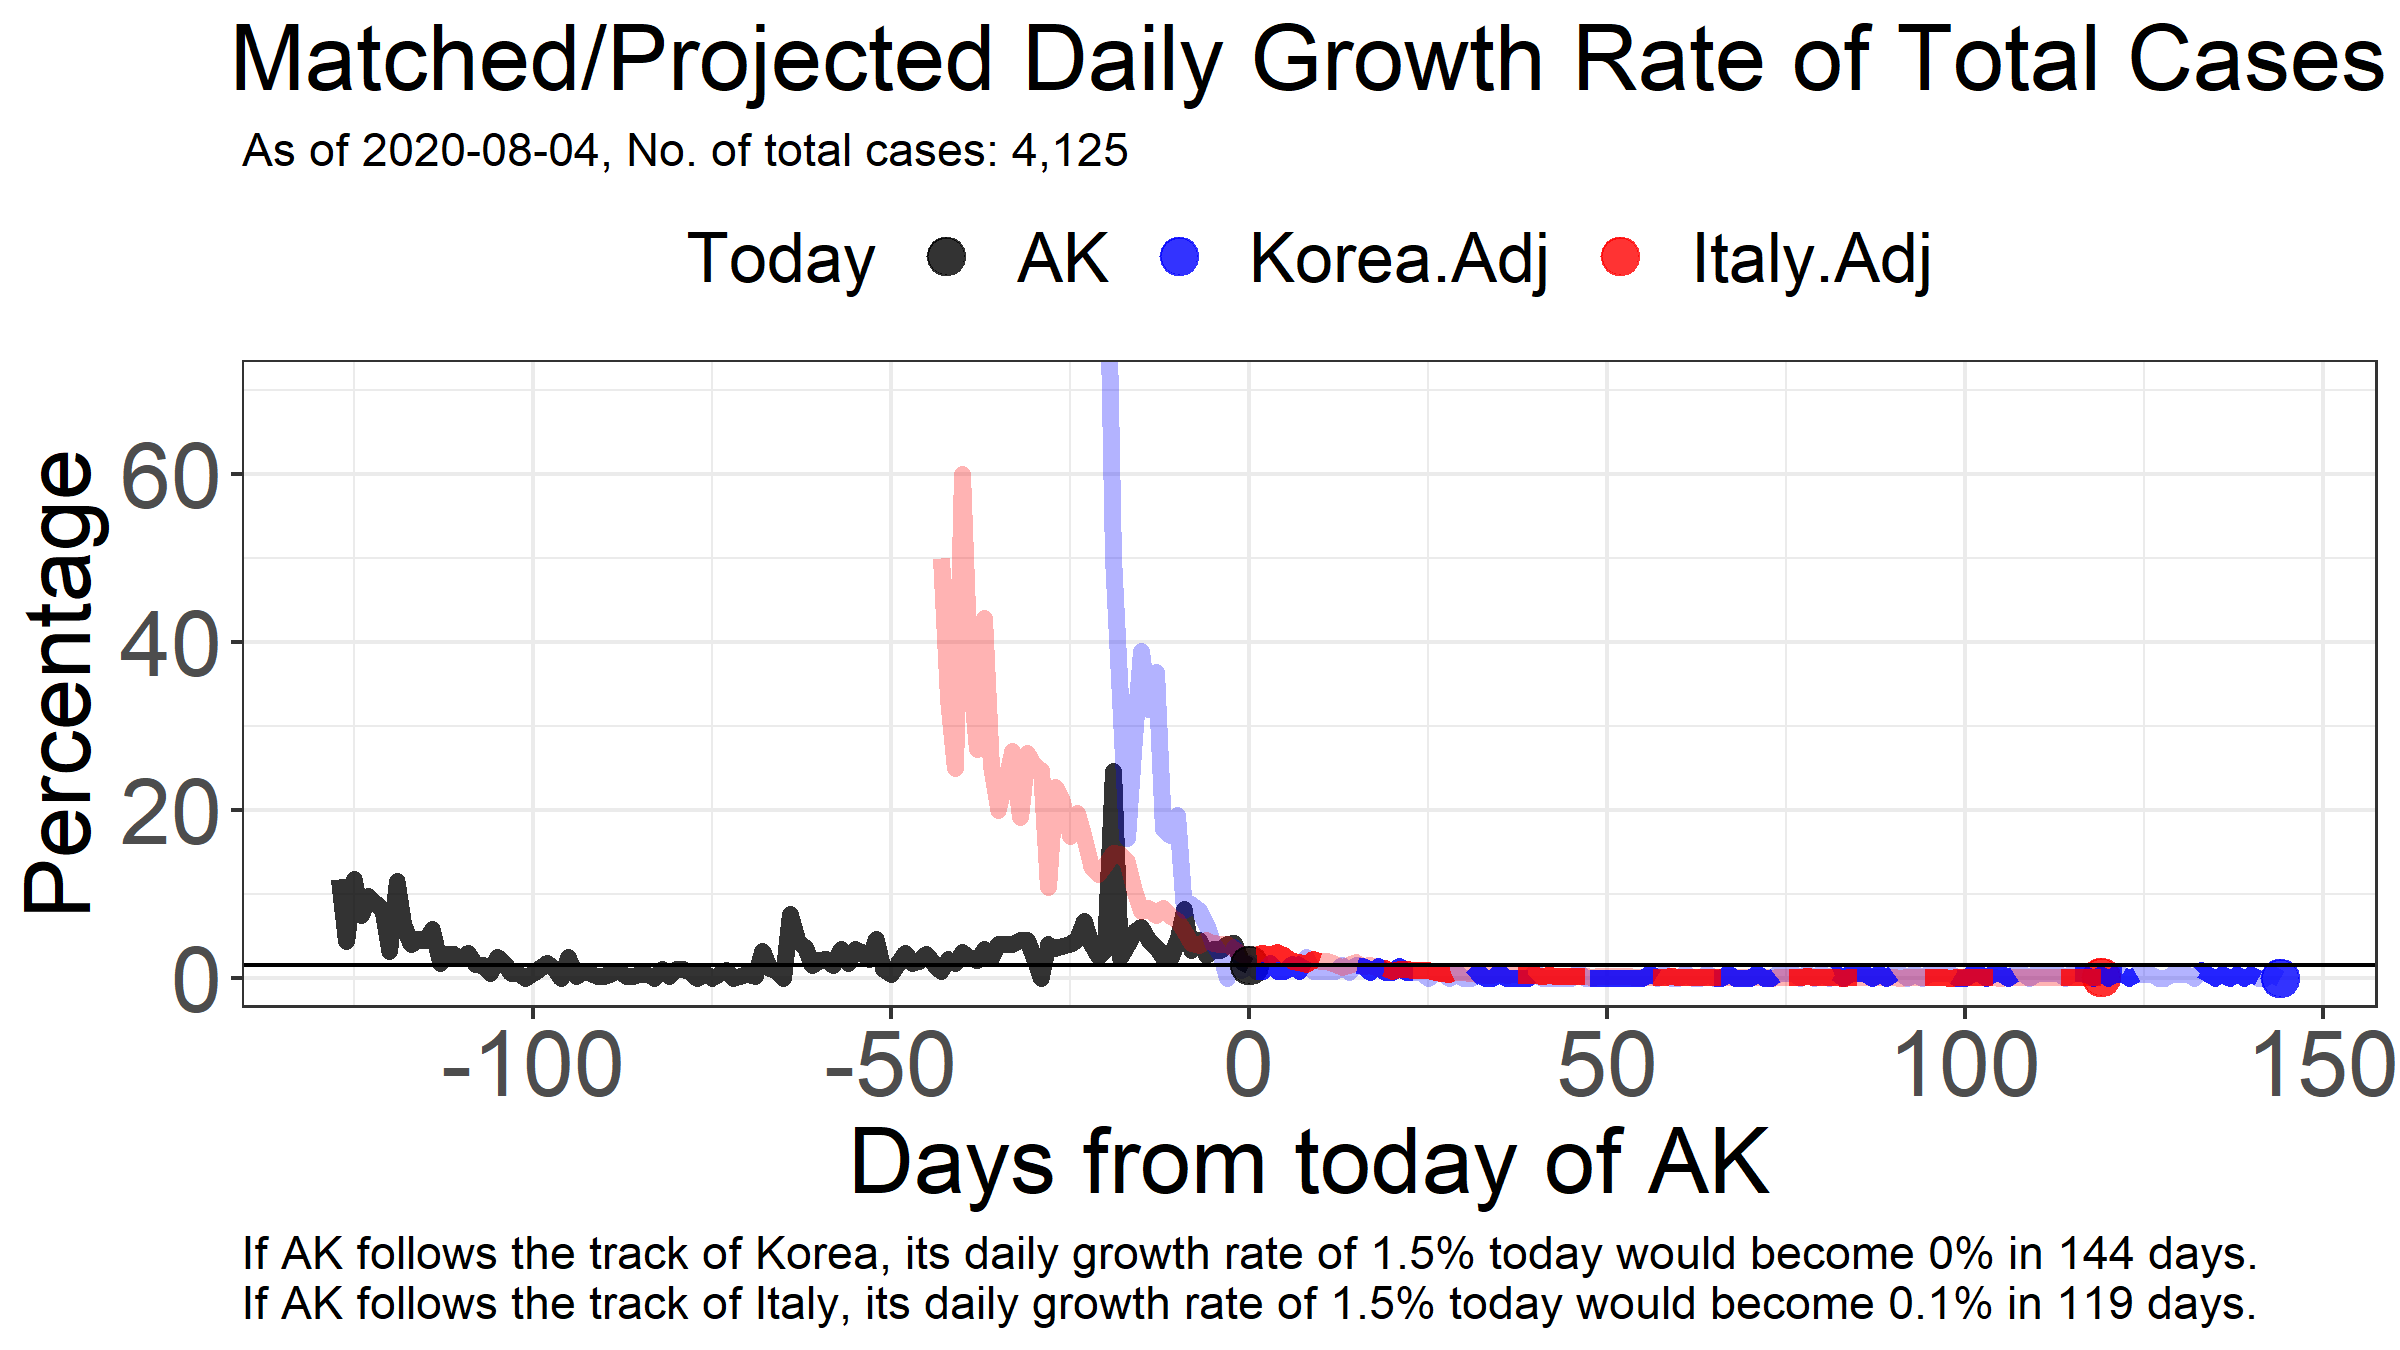 Matched/Projected Daily Growth Rate of Total Cases
As of 2020-08-04, No. of total cases: 4,125
Today AK Korea.Adj Italy.Adj
Percentage
60
40
20
0
-100 -50 0 50 100 150
Days from today of AK
If AK follows the track of Korea, its daily growth rate of 1.5% today would become 0% in 144 days.
If AK follows the track of Italy, its daily growth rate of 1.5% today would become 0.1% in 119 days.